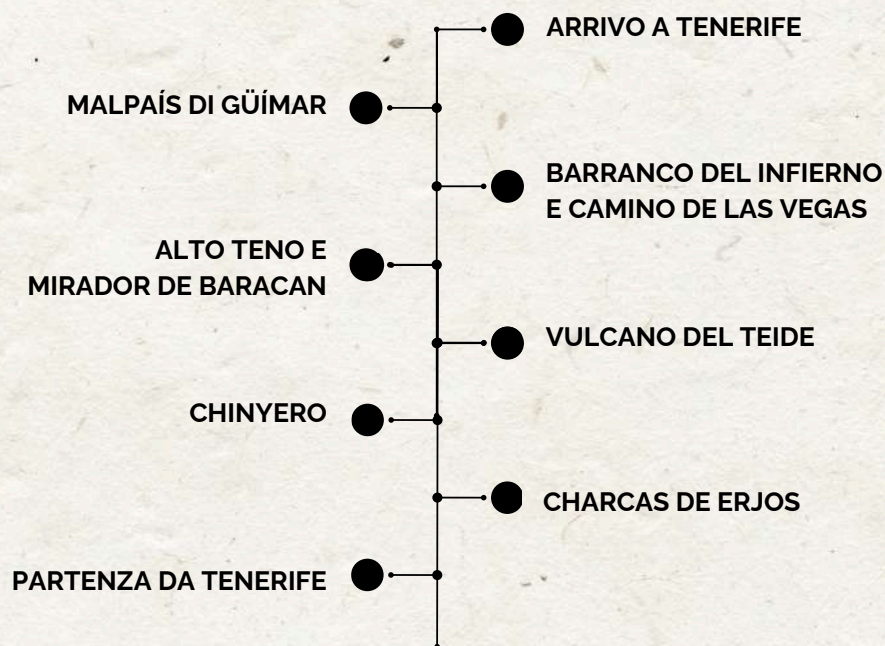 ARRIVO A TENERIFE
MALPAÍS DI GÜÍMAR
BARRANCO DEL INFIERNO
E CAMINO DE LAS VEGAS
ALTO TENO E
MIRADOR DE BARACAN
VULCANO DEL TEIDE
CHINYERO
CHARCAS DE ERJOS
PARTENZA DA TENERIFE